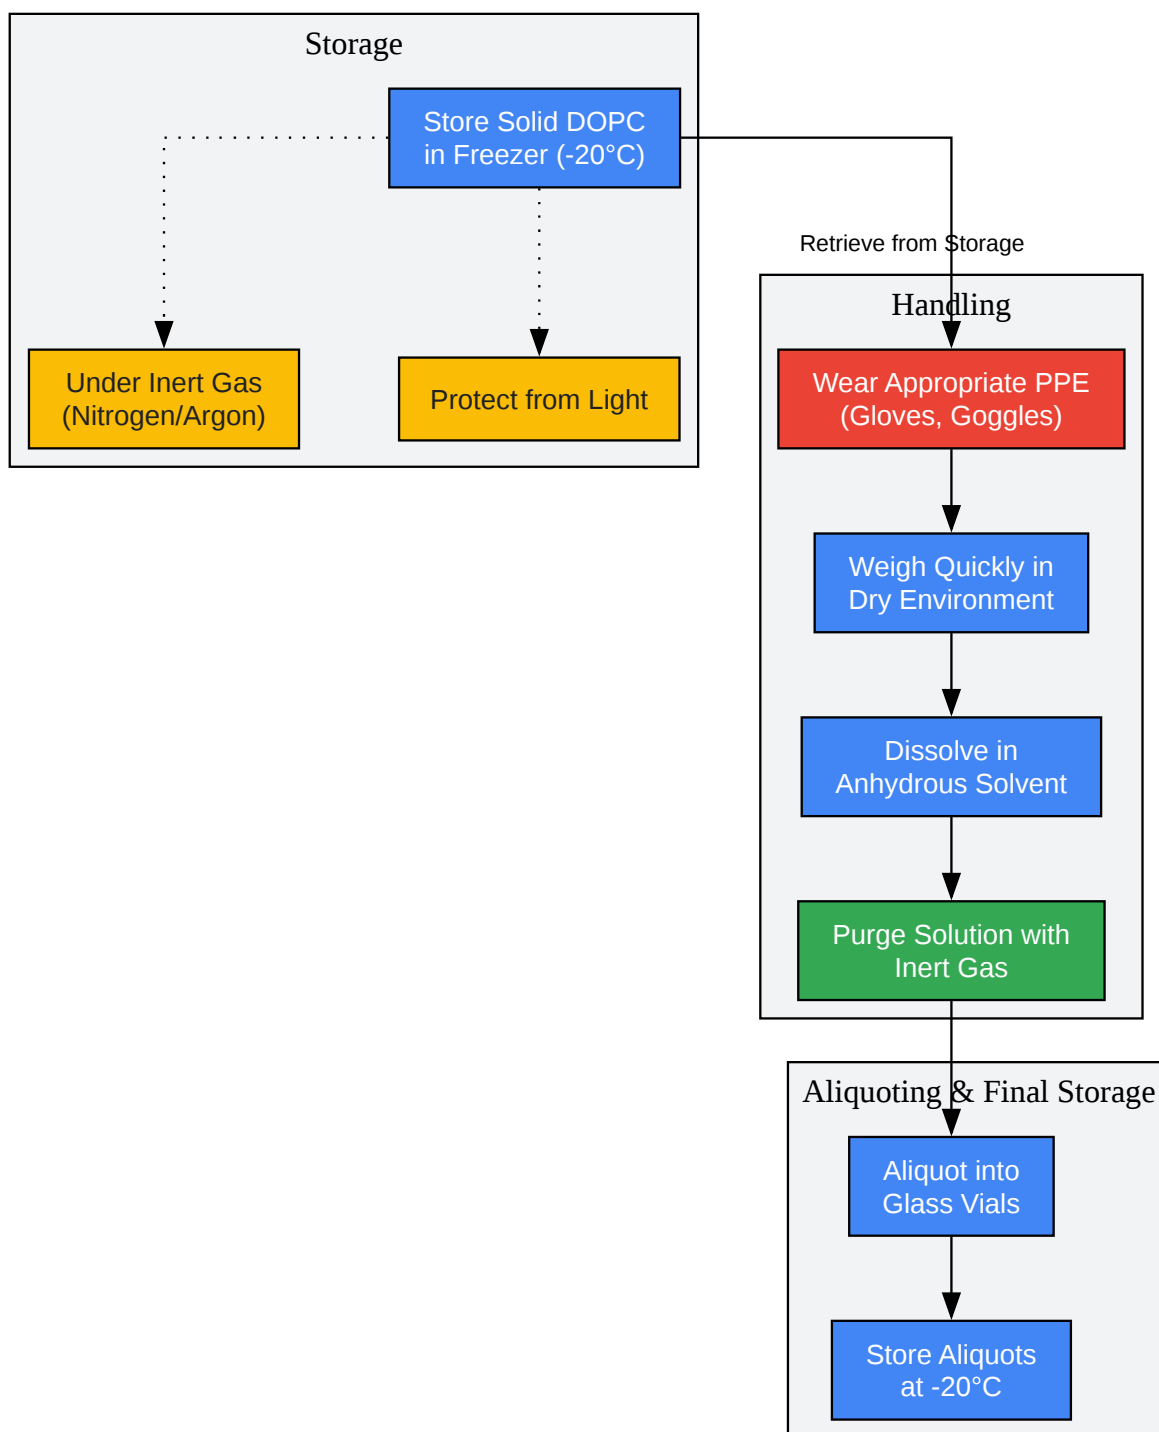 Storage
Store Solid DOPC
in Freezer (-20°C)
Under Inert Gas
(Nitrogen/Argon)
Protect from Light
Retrieve from Storage
Handling
Wear Appropriate PPE
(Gloves, Goggles)
Weigh Quickly in
Dry Environment
Dissolve in
Anhydrous Solvent
Purge Solution with
Inert Gas
Aliquoting & Final Storage
Aliquot into
Glass Vials
Store Aliquots
at -20°C